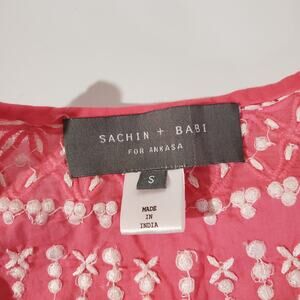 SACHIN + BABI
FOR ANKASA
S
MADE
IN
INDIA